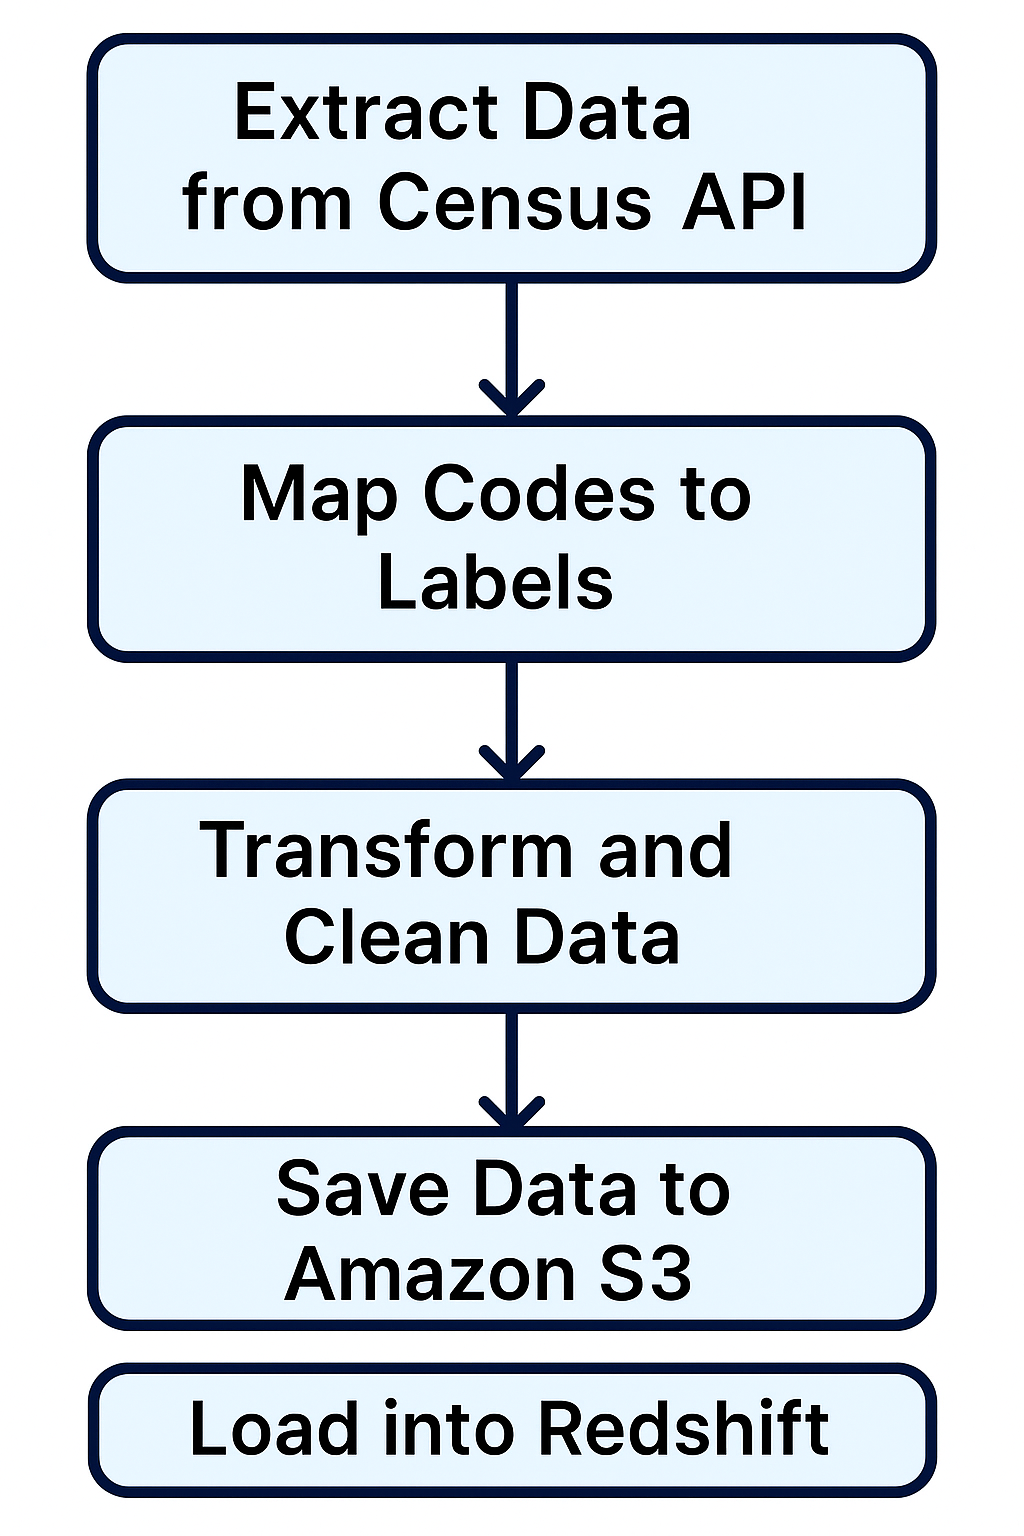 Extract Data
from Census API
Map Codes to
Labels
Transform and
Clean Data
Save Data to
Amazon S3
Load into Redshift